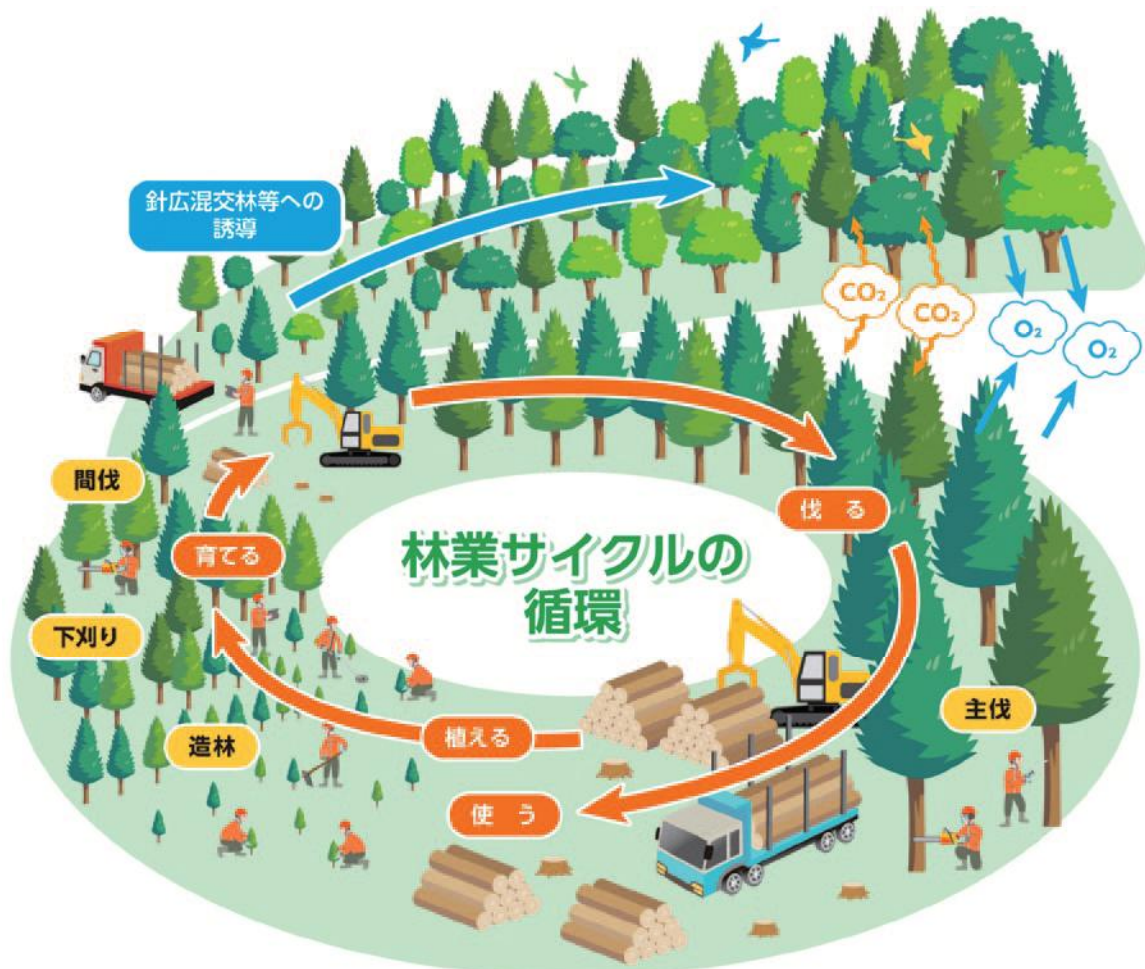 針広混交林等への
誘導
CO₂
CO₂
O₂
O₂
間伐
伐る
育てる
林業サイクルの
循環
下刈り
主伐
植える
造林
使う